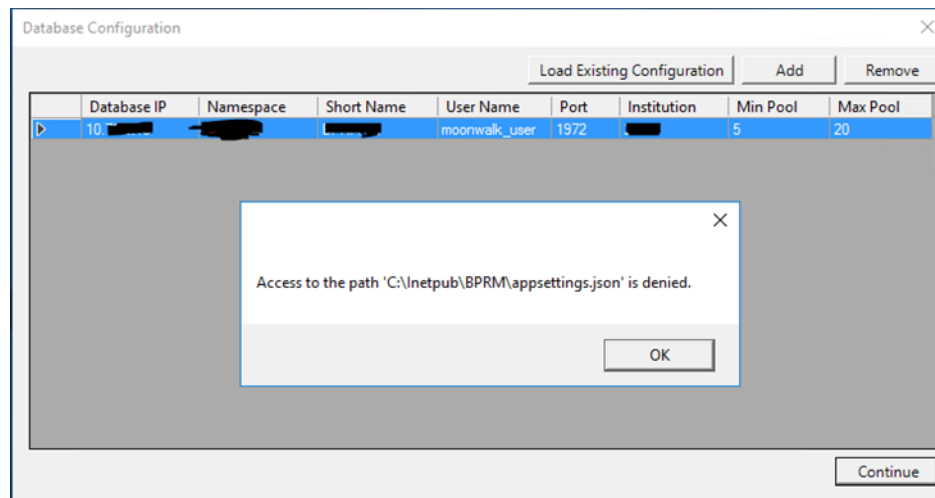 Database Configuration
Load Existing Configuration Add Remove
Database IP Namespace Short Name User Name Port Institution Min Pool Max Pool
10. moonwalk_user 1972 5 20
Access to the path 'C:\Inetpub\BPRM\appsettings.json' is denied.
OK
Continue